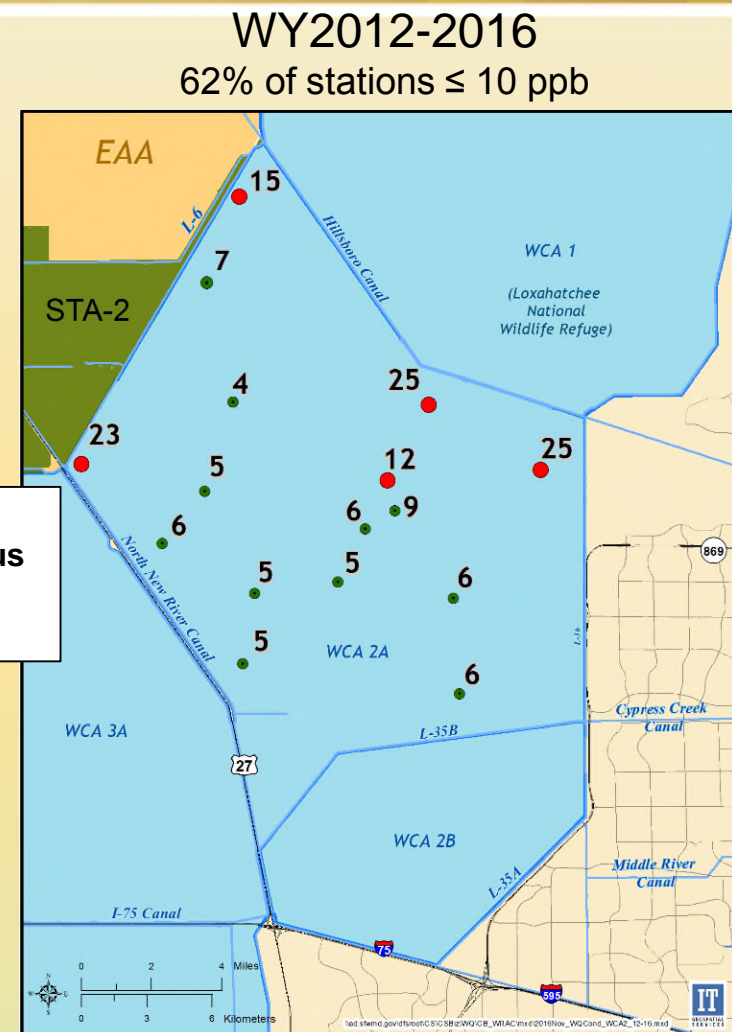 WY2012-2016
62% of stations ≤ 10 ppb
EAA
15
L-6
7
Hillsboro Canal
WCA 1
(Loxahatchee
National
Wildlife Refuge)
STA-2
4
25
23
5
12
25
6
9
6
us
North New River Canal
869
5
5
6
L-36
5
WCA 2A
6
WCA 3A
Cypress Creek
Canal
L-35B
27
WCA 2B
Middle River
Canal
L-35A
I-75 Canal
75
0 2 4 Miles
N
W E
S
595
0 3 6 Kilometers
IT
GEOSPATIAL
SERVICES